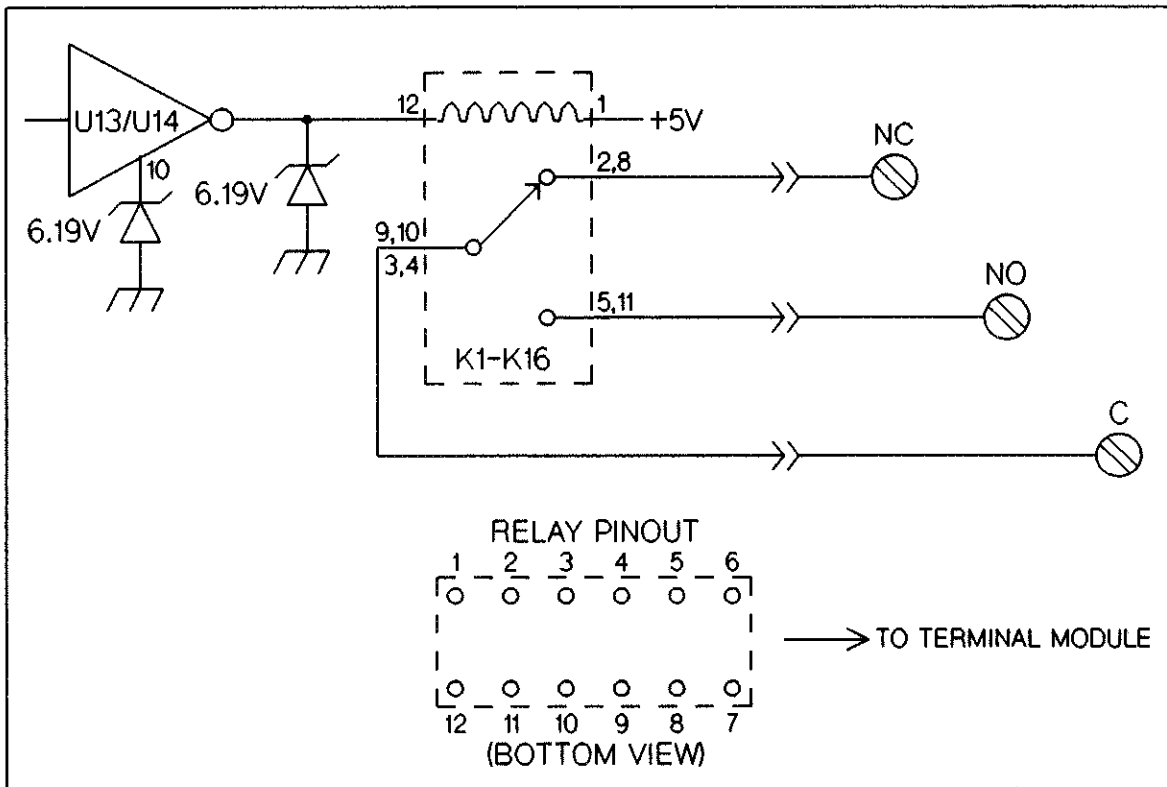 U13/U14
10
6.19V
6.19V
12
1
+5V
2,8
NC
9,10
3,4
5,11
NO
K1-K16
C
RELAY PINOUT
1 2 3 4 5 6
12 11 10 9 8 7
(BOTTOM VIEW)
TO TERMINAL MODULE